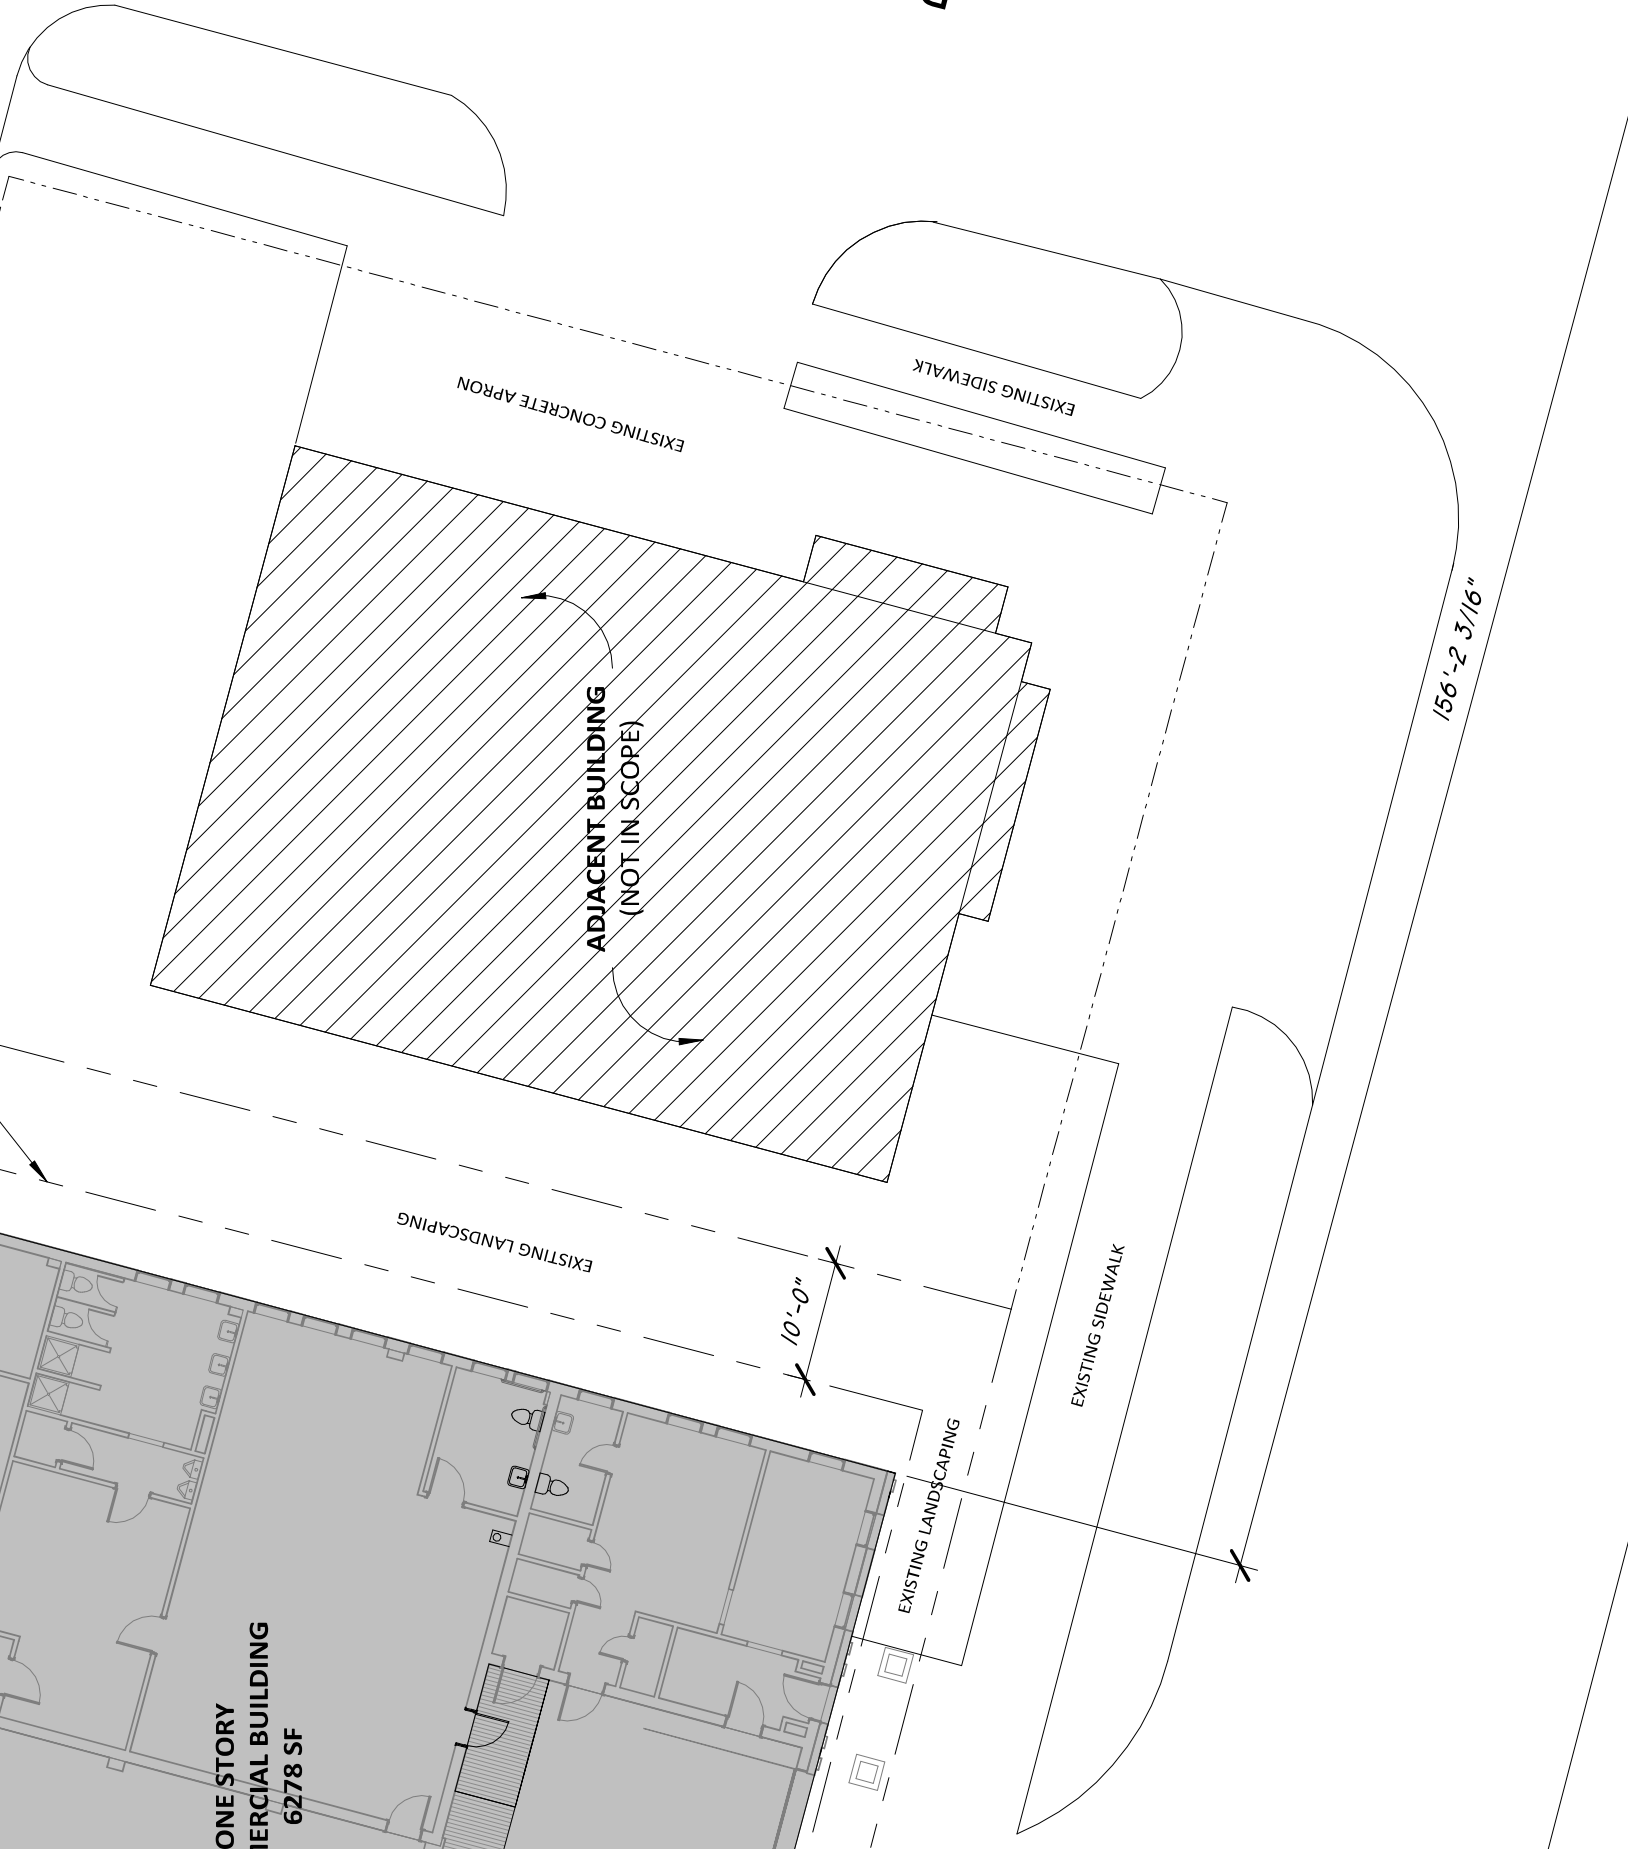 EXISTING SIDEWALK
EXISTING CONCRETE APRON
156'-2 3/16"
ADJACENT BUILDING
(NOT IN SCOPE)
EXISTING LANDSCAPING
10'-0"
EXISTING SIDEWALK
EXISTING LANDSCAPING
ONE STORY
MERCIAL BUILDING
6278 SF